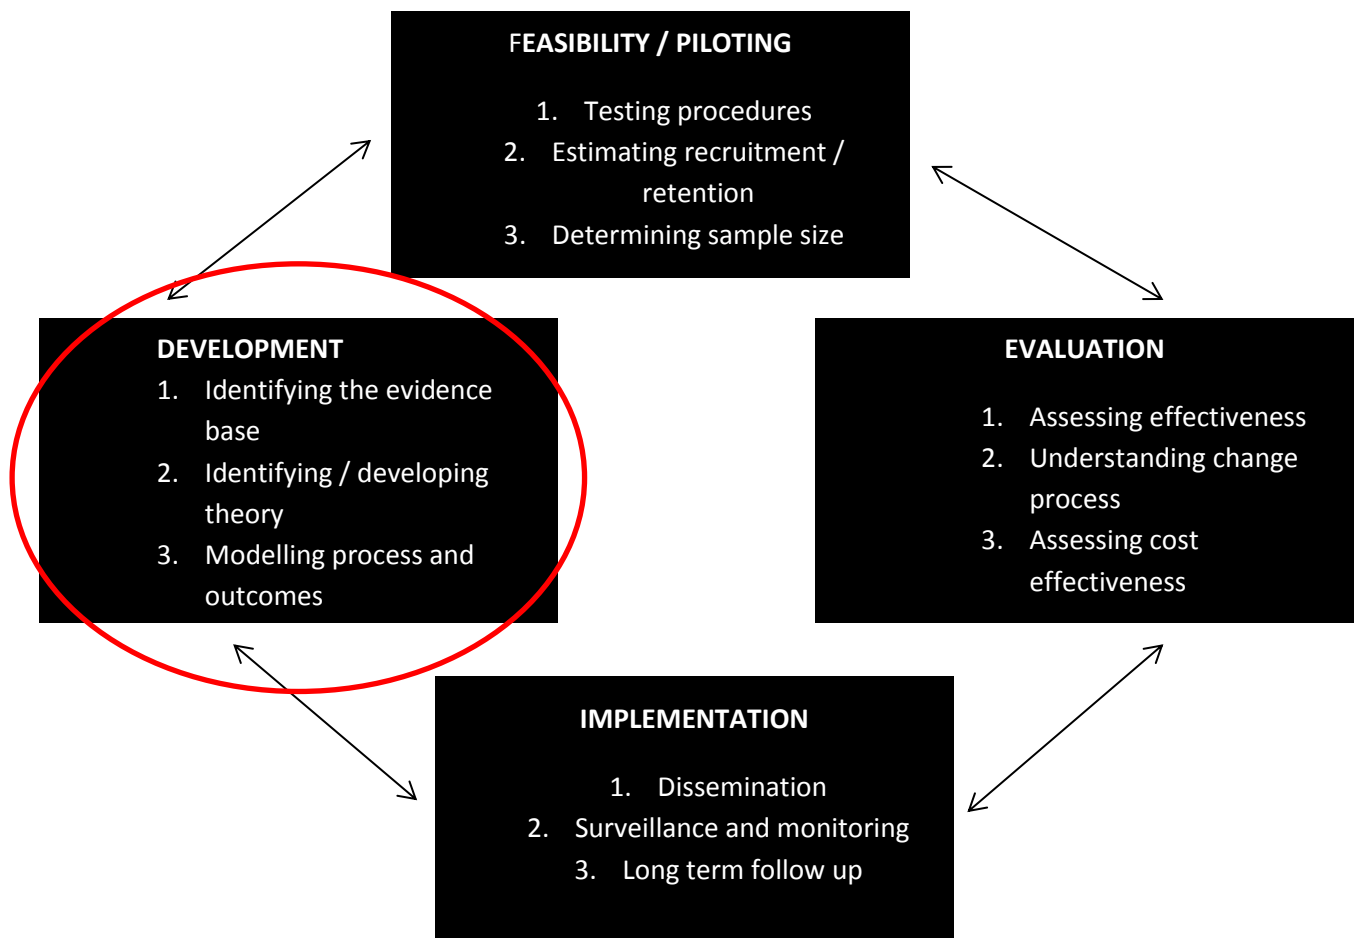 FEASIBILITY / PILOTING
1. Testing procedures
2. Estimating recruitment /
retention
3. Determining sample size
DEVELOPMENT
1. Identifying the evidence
base
2. Identifying / developing
theory
3. Modelling process and
outcomes
EVALUATION
1. Assessing effectiveness
2. Understanding change
process
3. Assessing cost
effectiveness
IMPLEMENTATION
1. Dissemination
2. Surveillance and monitoring
3. Long term follow up